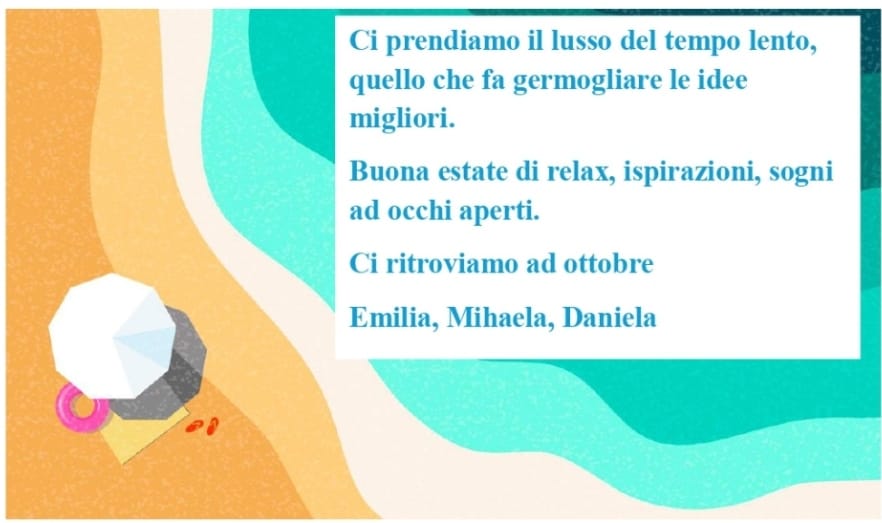 Ci prendiamo il lusso del tempo lento,
quello che fa germogliare le idee
migliori.
Buona estate di relax, ispirazioni, sogni
ad occhi aperti.
Ci ritroviamo ad ottobre
Emilia, Mihaela, Daniela